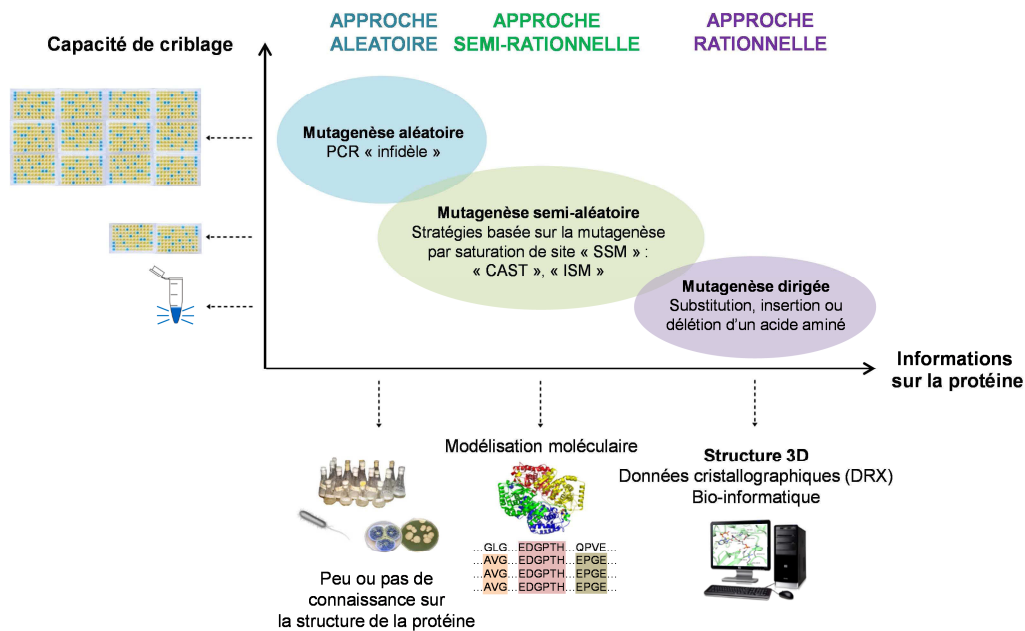 Capacité de criblage
APPROCHE
ALEATOIRE
APPROCHE
SEMI-RATIONNELLE
APPROCHE
RATIONNELLE
Mutagenèse aléatoire
PCR « infidèle »
Mutagenèse semi-aléatoire
Stratégies basée sur la mutagenèse
par saturation de site « SSM » :
« CAST », « ISM »
Mutagenèse dirigée
Substitution, insertion ou
délétion d'un acide aminé
Informations
sur la protéine
Peu ou pas de
connaissance sur
la structure de la protéine
Modélisation moléculaire
...GLG...EDGPTH...QPVE...
...AVG...EDGPTH...EPGE...
...AVG...EDGPTH...EPGE...
...AVG...EDGPTH...EPGE...
Structure 3D
Données cristallographiques (DRX)
Bio-informatique